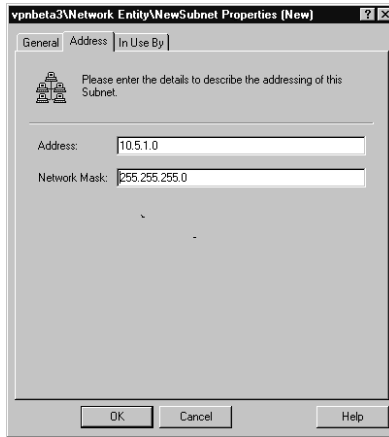 vpnbeta3\Network Entity\NewSubnet Properties (New)
General Address In Use By
Please enter the details to describe the addressing of this
Subnet.
Address: 10.5.1.0
Network Mask: 255.255.255.0
OK Cancel Help